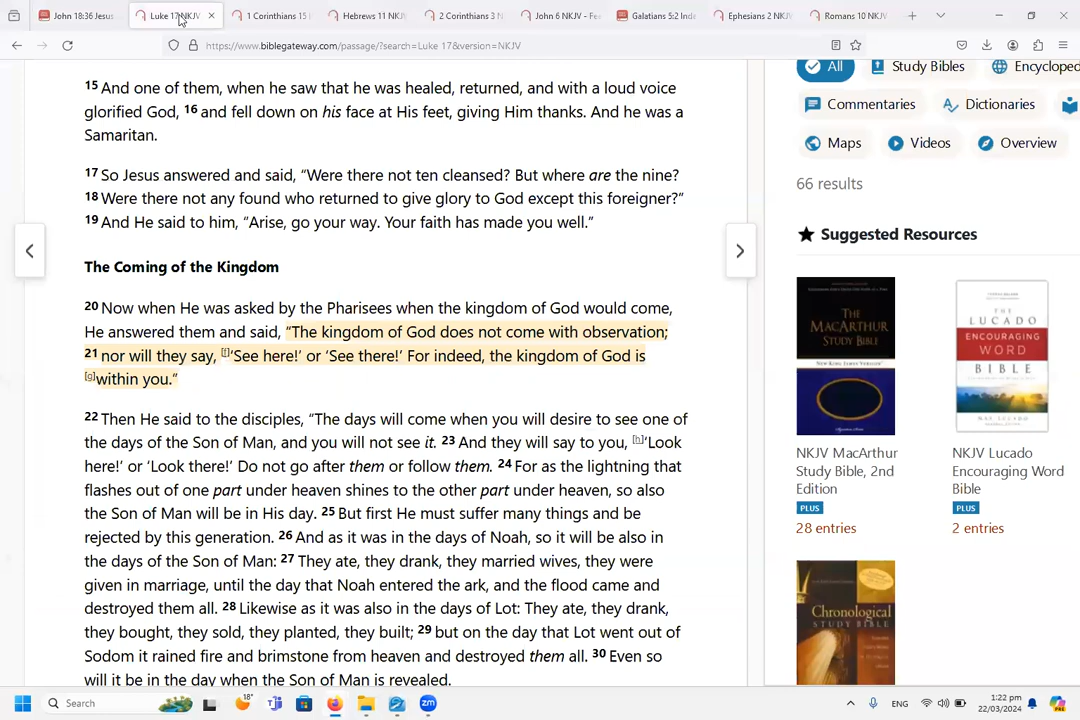 John 18:36 Jesus
Luke 17 NKJV
1 Corinthians 15
Hebrews 11 NKJV
2 Corinthians 3 N
John 6 NKJV - Fee
Galatians 5:2 Inde
Ephesians 2 NKJV
Romans 10 NKJV
https://www.biblegateway.com/passage/?search=Luke 17&version=NKJV
15 And one of them, when he saw that he was healed, returned, and with a loud voice
glorified God, 16 and fell down on his face at His feet, giving Him thanks. And he was a
Samaritan.
17 So Jesus answered and said, “Were there not ten cleansed? But where are the nine?
18 Were there not any found who returned to give glory to God except this foreigner?”
19 And He said to him, “Arise, go your way. Your faith has made you well.”
The Coming of the Kingdom
20 Now when He was asked by the Pharisees when the kingdom of God would come,
He answered them and said, “The kingdom of God does not come with observation;
21 nor will they say, [f]‘See here!’ or ‘See there!’ For indeed, the kingdom of God is
[g]within you.”
22 Then He said to the disciples, “The days will come when you will desire to see one of
the days of the Son of Man, and you will not see it. 23 And they will say to you, [h]‘Look
here!’ or ‘Look there!’ Do not go after them or follow them. 24 For as the lightning that
flashes out of one part under heaven shines to the other part under heaven, so also
the Son of Man will be in His day. 25 But first He must suffer many things and be
rejected by this generation. 26 And as it was in the days of Noah, so it will be also in
the days of the Son of Man: 27 They ate, they drank, they married wives, they were
given in marriage, until the day that Noah entered the ark, and the flood came and
destroyed them all. 28 Likewise as it was also in the days of Lot: They ate, they drank,
they bought, they sold, they planted, they built; 29 but on the day that Lot went out of
Sodom it rained fire and brimstone from heaven and destroyed them all. 30 Even so
will it be in the day when the Son of Man is revealed.
All
Study Bibles
Encycloped
Commentaries
Dictionaries
Maps
Videos
Overview
66 results
Suggested Resources
THE
MACARTHUR
STUDY BIBLE
NEW KING JAMES VERSION
THE
LUCADO
ENCOURAGING
WORD
BIBLE
MAX LUCADO
NKJV MacArthur
Study Bible, 2nd
Edition
PLUS
28 entries
NKJV Lucado
Encouraging Word
Bible
PLUS
2 entries
Chronological
STUDY BIBLE
Search
18°
ENG
1:22 pm
22/03/2024